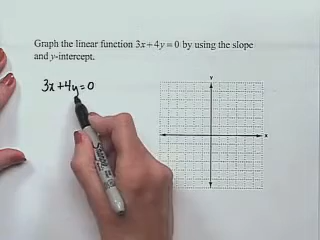 Graph the linear function 3x+4y=0 by using the slope
and y-intercept.
3x+4y=0
y
x